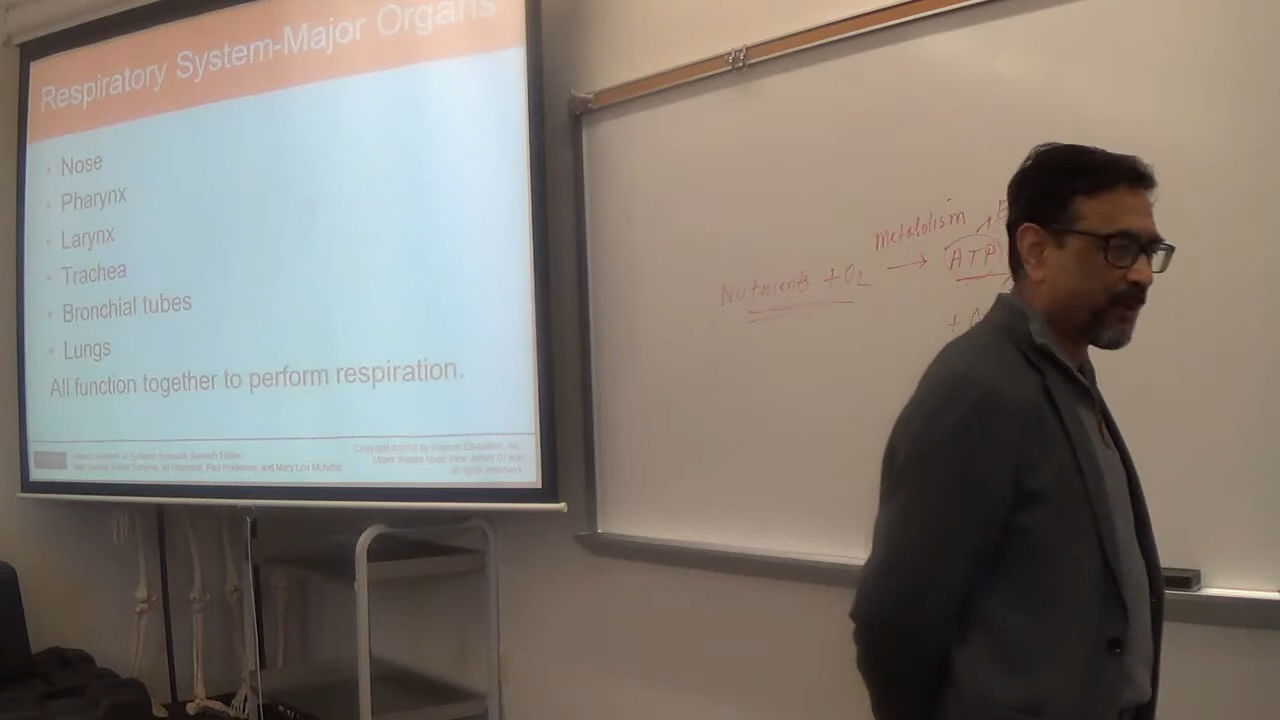 Respiratory System-Major Organs
• Nose
• Pharynx
• Larynx
• Trachea
• Bronchial tubes
• Lungs
All function together to perform respiration.
metabolism
Nutrients + O2 → ATP
+